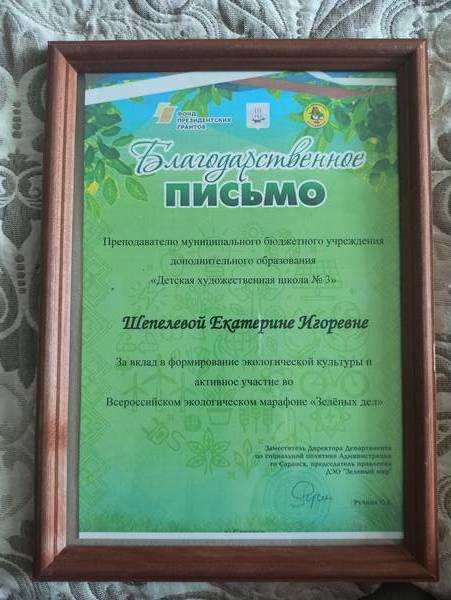 ФОНД
ПРЕЗИДЕНТСКИХ
ГРАНТОВ
Благодарственное
ПИСЬМО
Преподавателю муниципального бюджетного учреждения
дополнительного образования
«Детская художественная школа № 3»
Шепелевой Екатерине Игоревне
За вклад в формирование экологической культуры и
активное участие во
Всероссийском экологическом марафоне «Зелёных дел»
Заместитель Директора Департамента
по социальной политике Администрации
го Саранск, председатель правления
ДЭО "Зеленый мир"